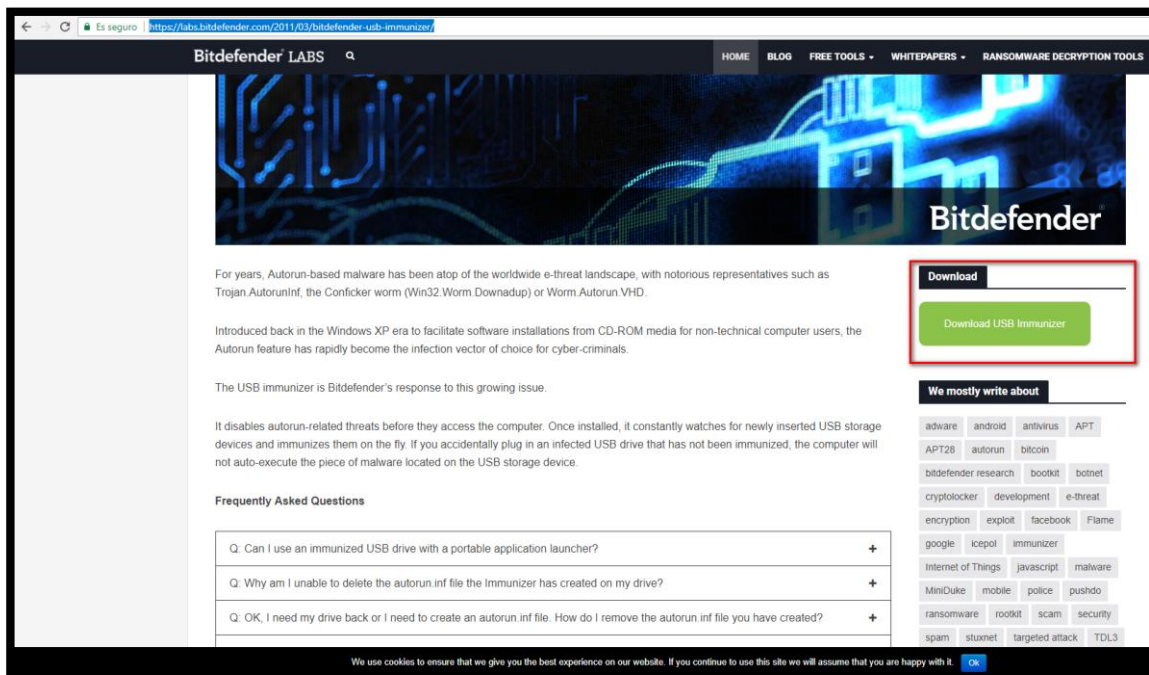 Es seguro
https://labs.bitdefender.com/2011/03/bitdefender-usb-immunizer/
Bitdefender LABS
HOME BLOG FREE TOOLS WHITEPAPERS RANSOMWARE DECRYPTION TOOLS
Bitdefender
For years, Autorun-based malware has been atop of the worldwide e-threat landscape, with notorious representatives such as
Trojan.AutorunInf, the Conficker worm (Win32.Worm.Downadup) or Worm.Autorun.VHD.
Introduced back in the Windows XP era to facilitate software installations from CD-ROM media for non-technical computer users, the
Autorun feature has rapidly become the infection vector of choice for cyber-criminals.
The USB immunizer is Bitdefender's response to this growing issue.
It disables autorun-related threats before they access the computer. Once installed, it constantly watches for newly inserted USB storage
devices and immunizes them on the fly. If you accidentally plug in an infected USB drive that has not been immunized, the computer will
not auto-execute the piece of malware located on the USB storage device.
Frequently Asked Questions
Q: Can I use an immunized USB drive with a portable application launcher? +
Q: Why am I unable to delete the autorun.inf file the Immunizer has created on my drive? +
Q: OK, I need my drive back or I need to create an autorun.inf file. How do I remove the autorun.inf file you have created? +
Download
Download USB Immunizer
We mostly write about
adware android antivirus APT
APT28 autorun bitcoin
bitdefender research bootkit botnet
cryptolocker development e-threat
encryption exploit facebook Flame
google icepol immunizer
Internet of Things javascript malware
MiniDuke mobile police pushdo
ransomware rootkit scam security
spam stuxnet targeted attack TDL3
We use cookies to ensure that we give you the best experience on our website. If you continue to use this site we will assume that you are happy with it. Ok